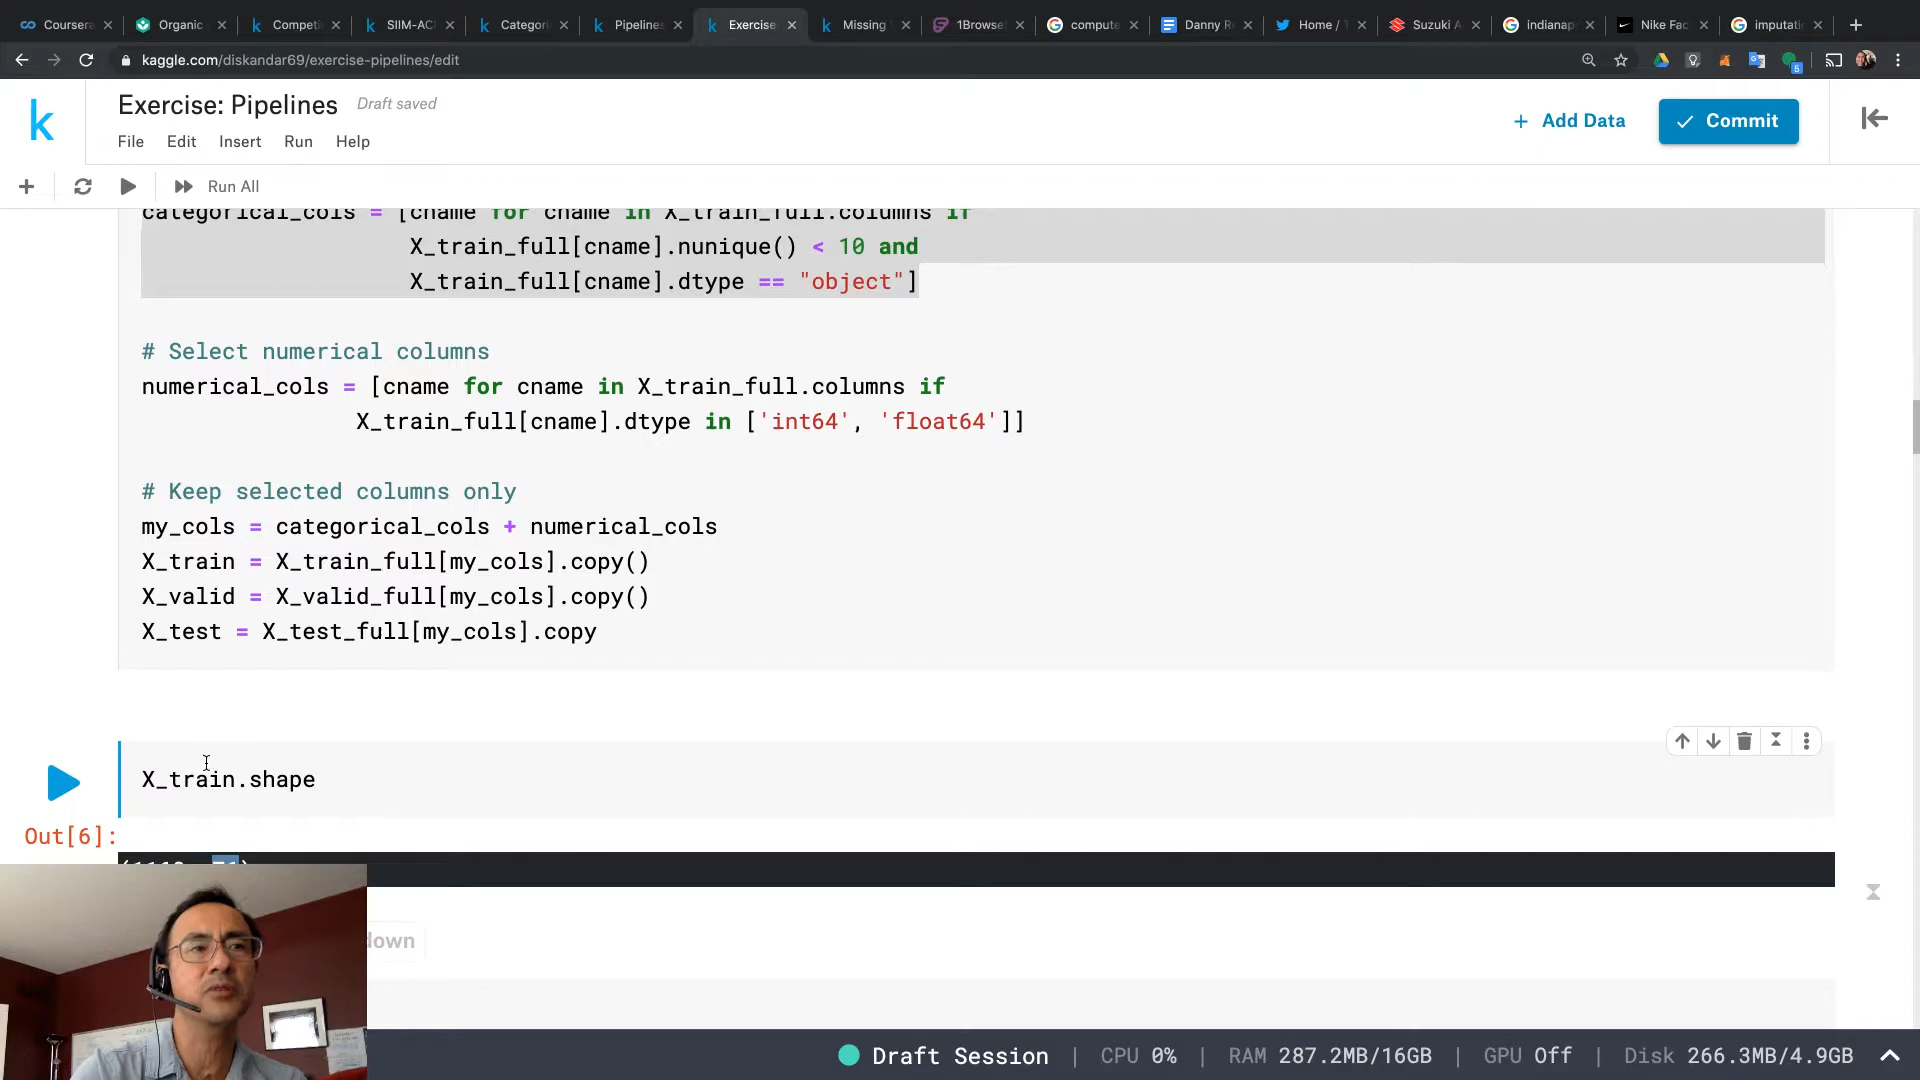 Coursera
Organic
Competi
SIIM-AC
Categori
Pipelines
Exercise
Missing
1Browse
compute
Danny Re
Home / T
Suzuki A
indianap
Nike Fac
imputati
kaggle.com/diskandar69/exercise-pipelines/edit
6
k
Exercise: Pipelines
Draft saved
+ Add Data
Commit
File Edit Insert Run Help
Run All
categorical_cols = [cname for cname in X_train_full.columns if
X_train_full[cname].nunique() < 10 and
X_train_full[cname].dtype == "object"]
# Select numerical columns
numerical_cols = [cname for cname in X_train_full.columns if
X_train_full[cname].dtype in ['int64', 'float64']]
# Keep selected columns only
my_cols = categorical_cols + numerical_cols
X_train = X_train_full[my_cols].copy()
X_valid = X_valid_full[my_cols].copy()
X_test = X_test_full[my_cols].copy
X_train.shape
Out[6]:
down
Draft Session | CPU 0% | RAM 287.2MB/16GB | GPU Off | Disk 266.3MB/4.9GB